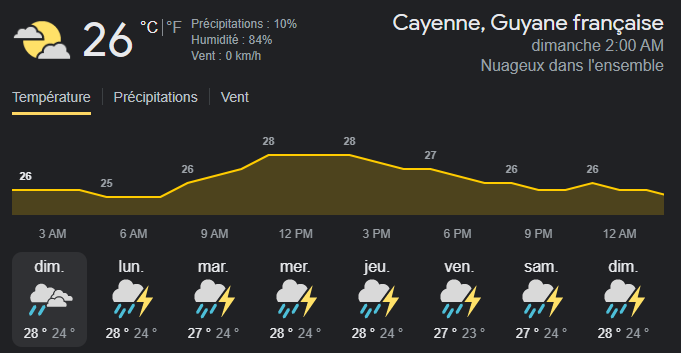 26 °C | °F
Précipitations : 10%
Humidité : 84%
Vent : 0 km/h
Cayenne, Guyane française
dimanche 2:00 AM
Nuageux dans l'ensemble
Température | Précipitations | Vent
26 25 26 28 28 27 26 26
3 AM 6 AM 9 AM 12 PM 3 PM 6 PM 9 PM 12 AM
dim. lun. mar. mer. jeu. ven. sam. dim.
28 ° 24 ° 28 ° 24 ° 27 ° 24 ° 28 ° 24 ° 28 ° 24 ° 27 ° 23 ° 27 ° 24 ° 28 ° 24 °